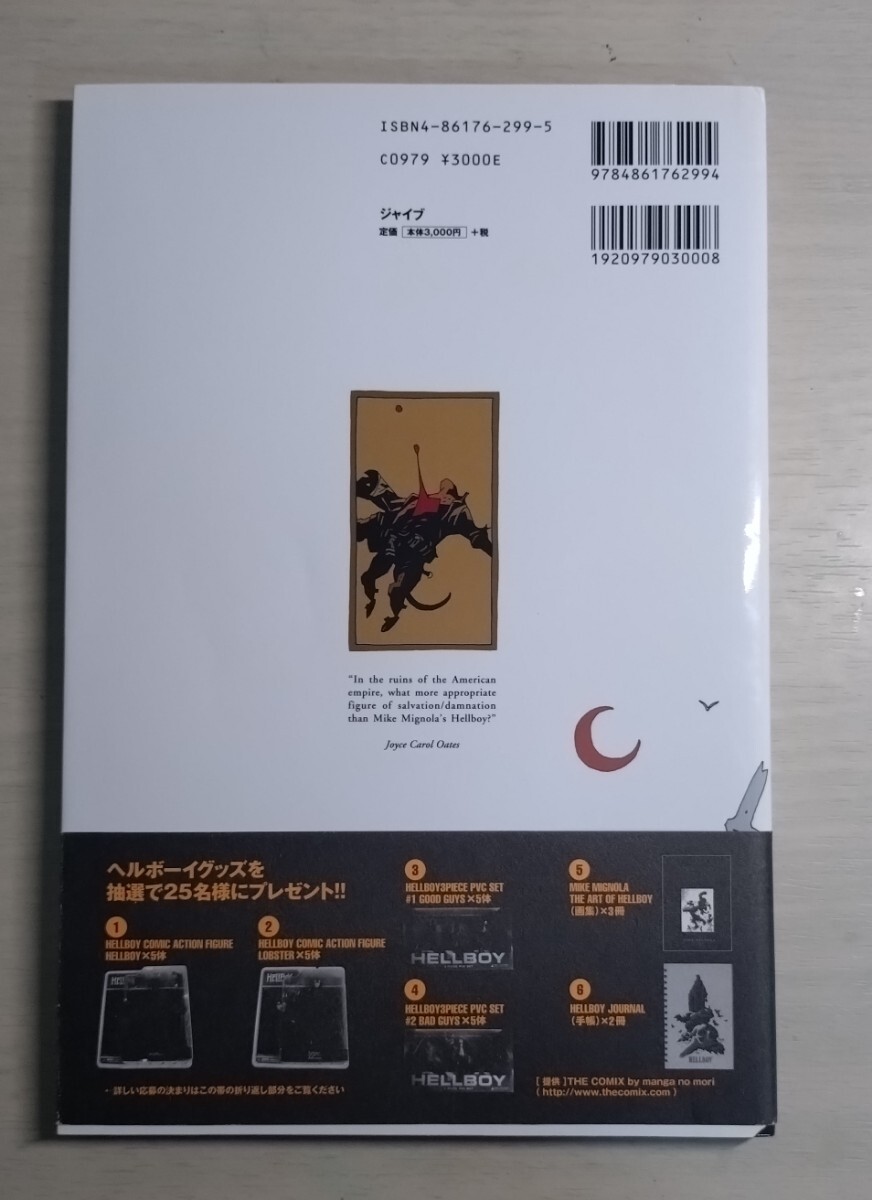 ISBN4-86176-299-5
C0979 ¥3000E
9784861762994
ジャイブ
定価 本体3,000円 +税
1920979030008
"In the ruins of the American
empire, what more appropriate
figure of salvation/damnation
than Mike Mignola's Hellboy?"
Joyce Carol Oates
ヘルボーイグッズを
抽選で25名様にプレゼント!!
1
HELLBOY COMIC ACTION FIGURE
HELLBOY×5体
2
HELLBOY COMIC ACTION FIGURE
LOBSTER×5体
3
HELLBOY3PIECE PVC SET
#1 GOOD GUYS×5体
HELLBOY
4
HELLBOY3PIECE PVC SET
#2 BAD GUYS×5体
HELLBOY
5
MIKE MIGNOLA
THE ART OF HELLBOY
(画集)×3冊
6
HELLBOY JOURNAL
(手帳)×2冊
HELLBOY
・詳しい応募の決まりはこの帯の折り返し部分をご覧ください
[ 提供 ]THE COMIX by manga no mori
( http://www.thecomix.com )